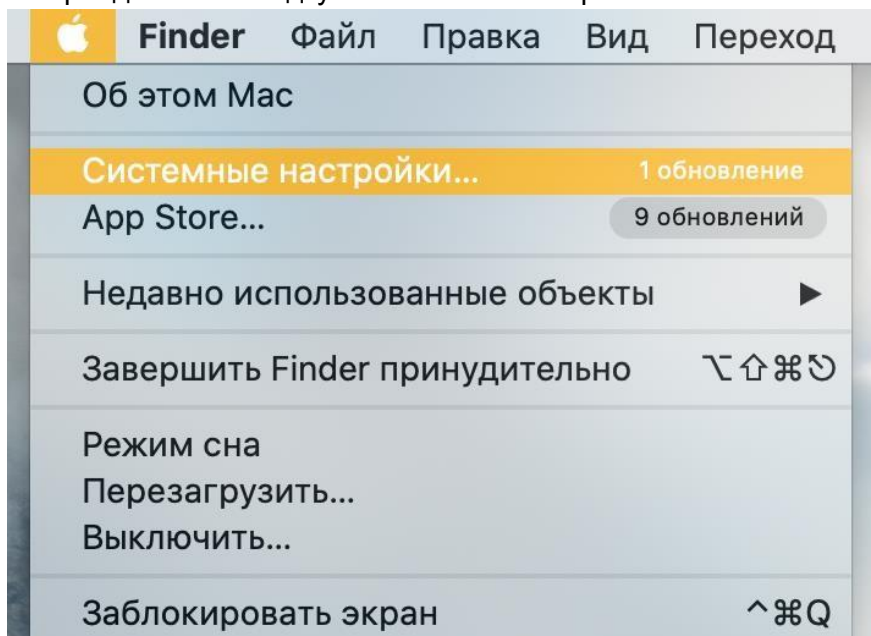 Finder Файл Правка Вид Переход
Об этом Mac
Системные настройки... 1 обновление
App Store... 9 обновлений
Недавно использованные объекты ▶
Завершить Finder принудительно ⌥⇧⌘⎋
Режим сна
Перезагрузить...
Выключить...
Заблокировать экран ^⌘Q